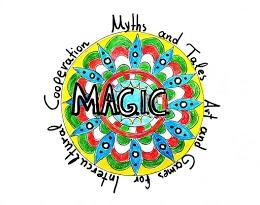 Myths and Tales Art and Games for Intercultural Cooperation
MAGIC